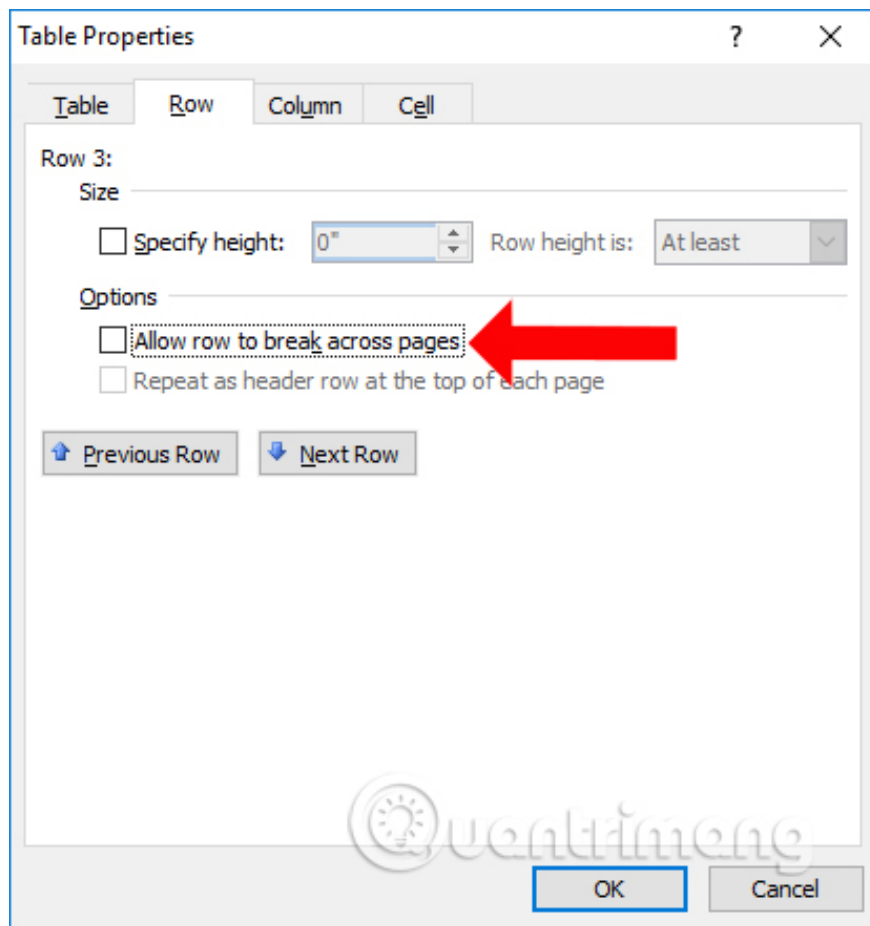 Table Properties ?
Table Row Column Cell
Row 3:
Size
Specify height: 0" Row height is: At least
Options
Allow row to break across pages
Repeat as header row at the top of each page
Previous Row Next Row
Quantrimang
OK Cancel